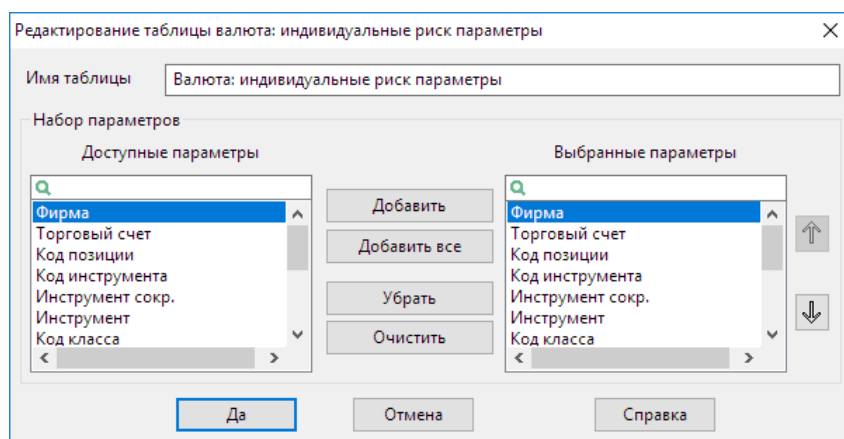 Редактирование таблицы валюта: индивидуальные риск параметры
Имя таблицы
Валюта: индивидуальные риск параметры
Набор параметров
Доступные параметры
Фирма
Торговый счет
Код позиции
Код инструмента
Инструмент сокр.
Инструмент
Код класса
Добавить
Добавить все
Убрать
Очистить
Выбранные параметры
Фирма
Торговый счет
Код позиции
Код инструмента
Инструмент сокр.
Инструмент
Код класса
Да
Отмена
Справка